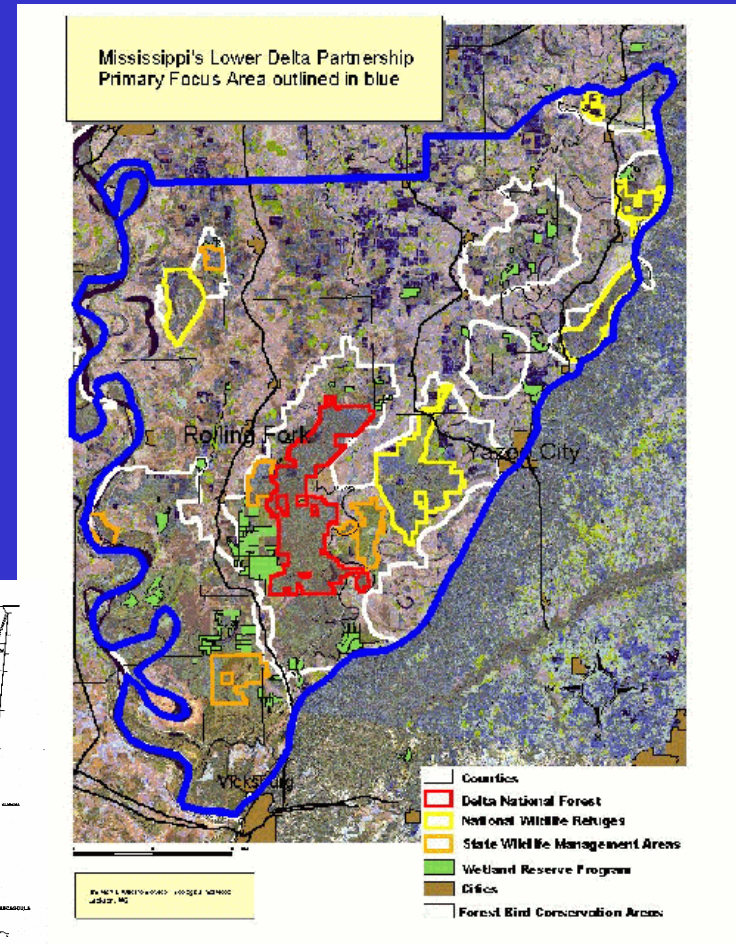 Mississippi's Lower Delta Partnership
Primary Focus Area outlined in blue
Rolling Fork
Yazoo City
Vicksburg
Counties
Delta National Forest
National Wildlife Refuges
State Wildlife Management Areas
Wetland Reserve Program
Cities
Forest Bird Conservation Areas